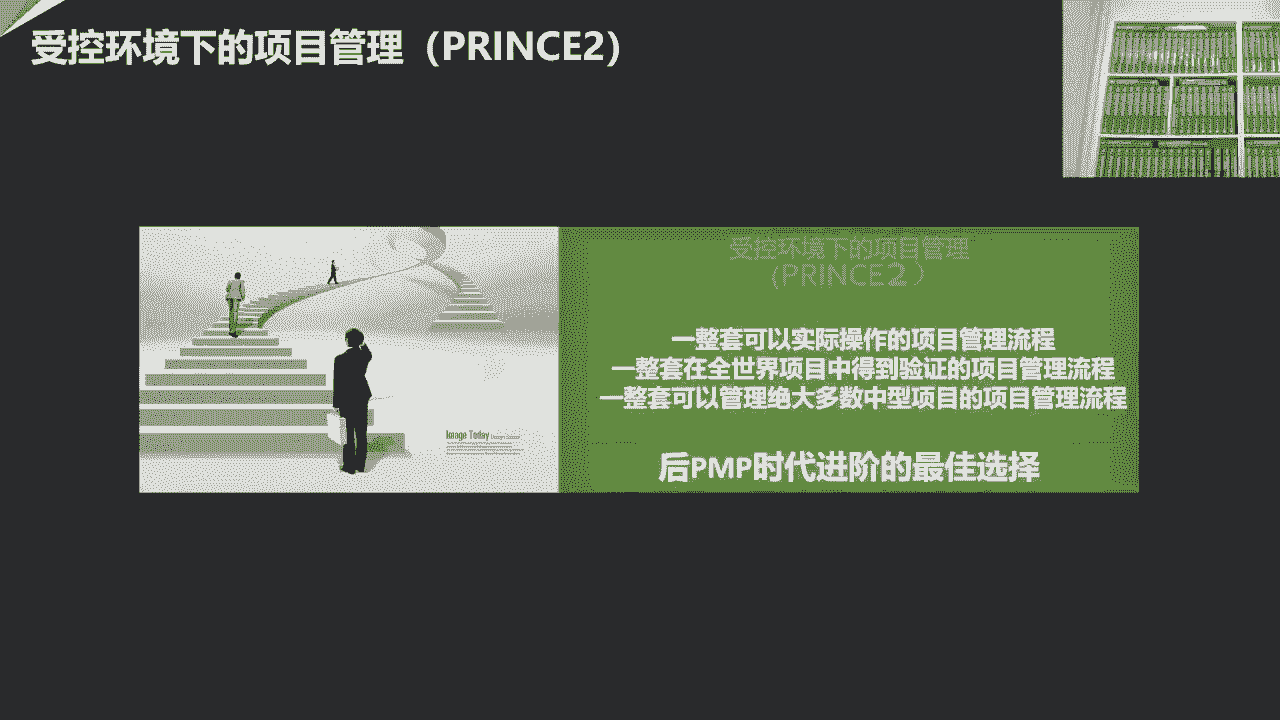 受控环境下的项目管理（PRINCE2）
受控环境下的项目管理
（PRINCE２）
一整套可以实际操作的项目管理流程
一整套在全世界项目中得到验证的项目管理流程
一整套可以管理绝大多数中型项目的项目管理流程
后PMP时代进阶的最佳选择
Image Today